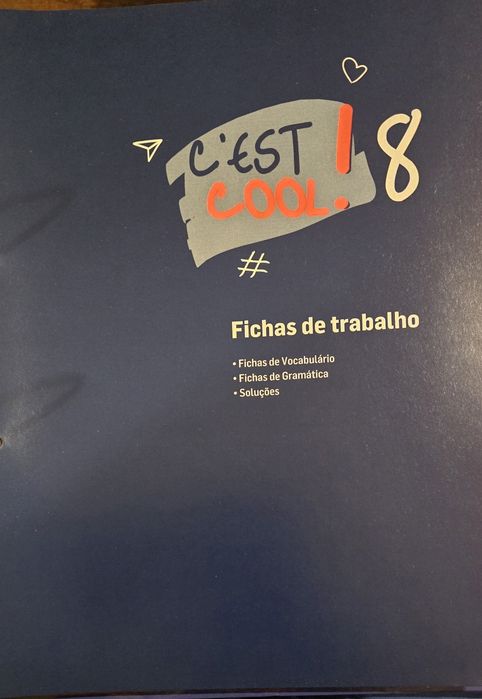 C'EST
COOL! 8
#
Fichas de trabalho
• Fichas de Vocabulário
• Fichas de Gramática
• Soluções